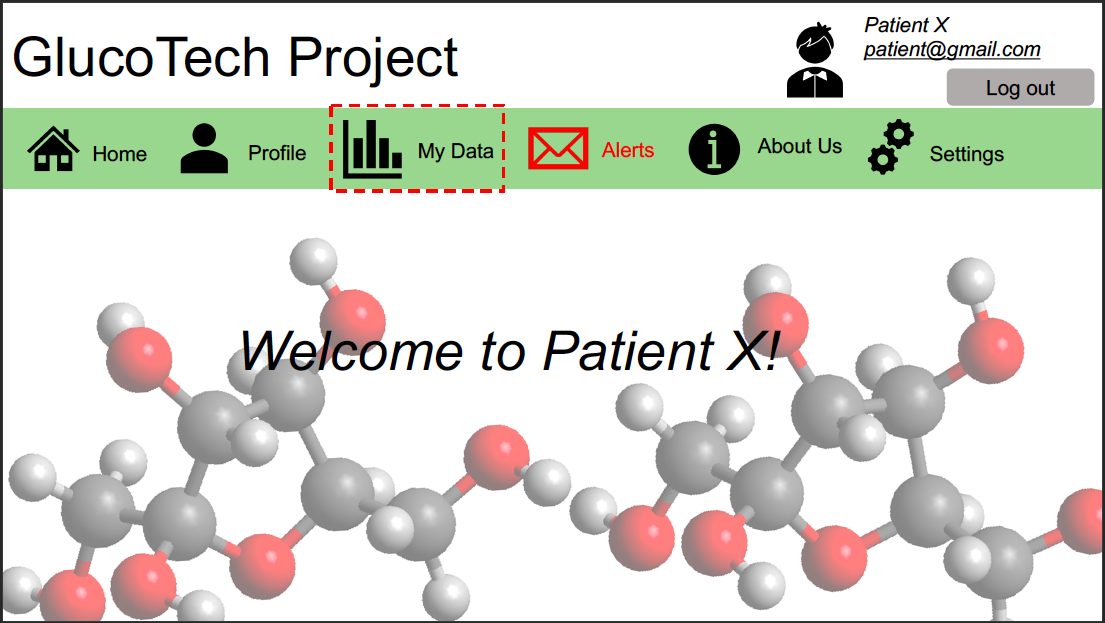 GlucoTech Project
Patient X
patient@gmail.com
Log out
Home
Profile
My Data
Alerts
About Us
Settings
Welcome to Patient X!